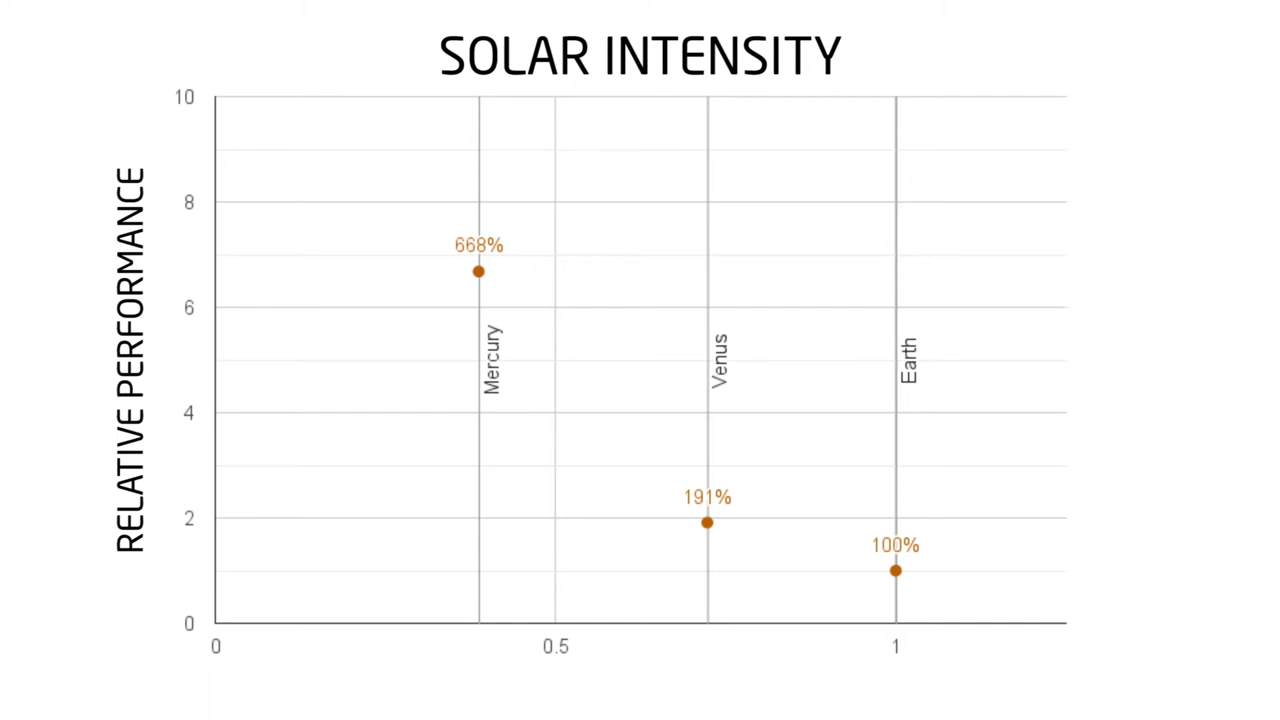 SOLAR INTENSITY
RELATIVE PERFORMANCE
10
8
6
4
2
0
668%
Mercury
191%
Venus
100%
Earth
0
0.5
1